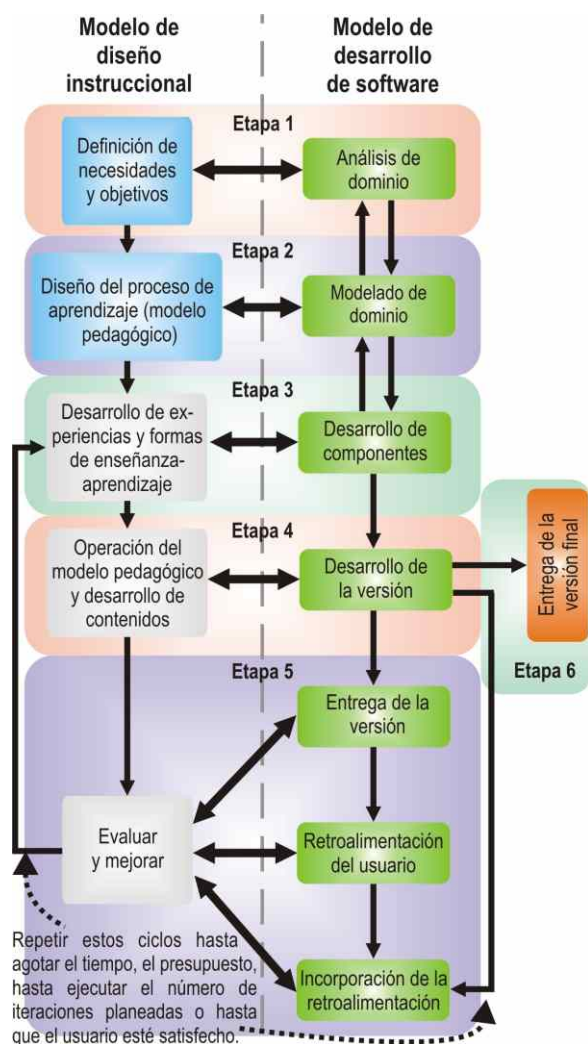 Modelo de
diseño
instruccional
Modelo de
desarrollo
de software
Etapa 1
Definición de
necesidades
y objetivos
Análisis de
dominio
Etapa 2
Diseño del proceso de
aprendizaje (modelo
pedagógico)
Modelado de
dominio
Etapa 3
Desarrollo de ex-
periencias y formas
de enseñanza-
aprendizaje
Desarrollo de
componentes
Etapa 4
Operación del
modelo pedagógico
y desarrollo de
contenidos
Desarrollo de
la versión
Entrega de la
versión final
Etapa 6
Etapa 5
Entrega de la
versión
Evaluar
y mejorar
Retroalimentación
del usuario
Incorporación de la
retroalimentación
Repetir estos ciclos hasta
agotar el tiempo, el presupuesto,
hasta ejecutar el número de
iteraciones planeadas o hasta
que el usuario esté satisfecho.